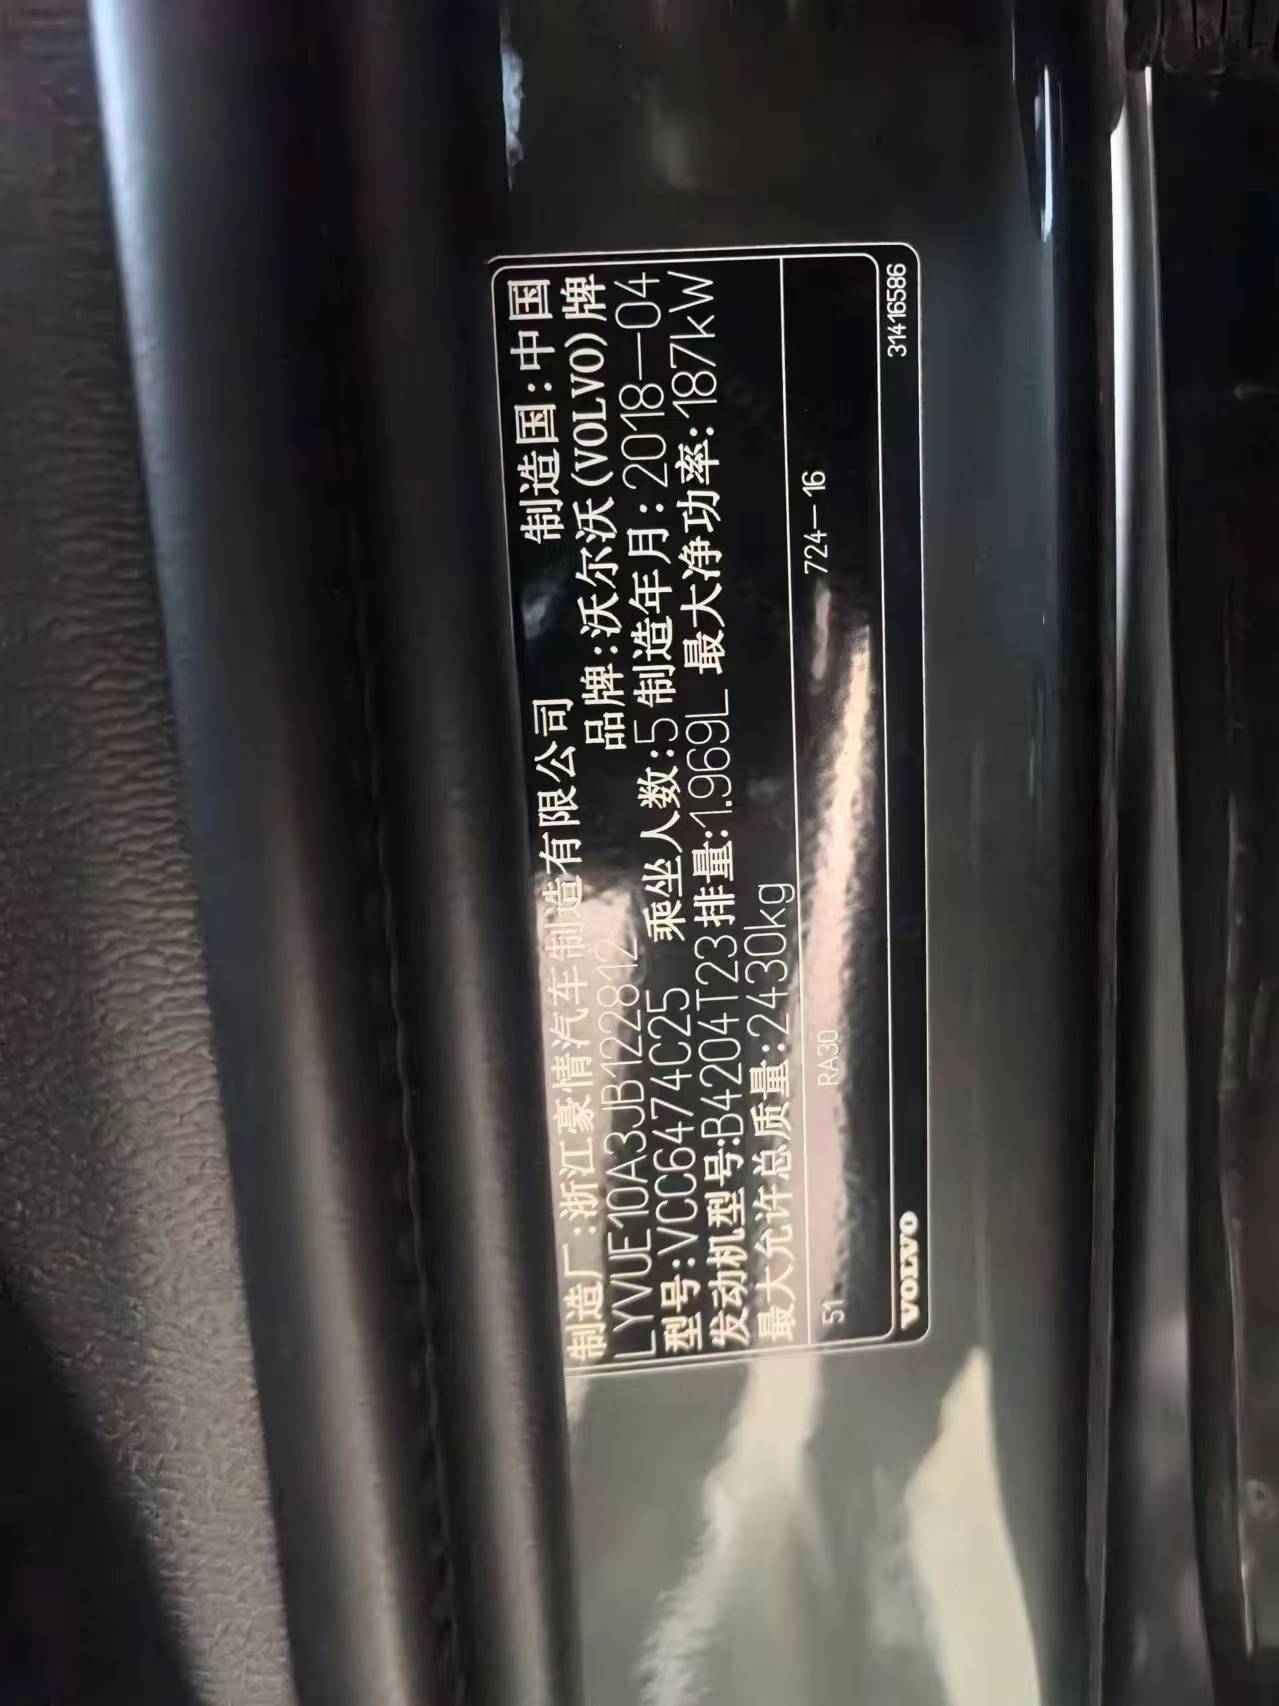 制造厂:浙江豪情汽车制造有限公司 制造国:中国
LYVUE10A3JB122812 品牌:沃尔沃(VOLVO)牌
型号:VCC6474C25 乘坐人数:5 制造年月:2018-04
发动机型号:B4204T23 排量:1.969L 最大净功率:187kW
最大允许总质量:2430kg
51 RA30 724-16
VOLVO 31416586